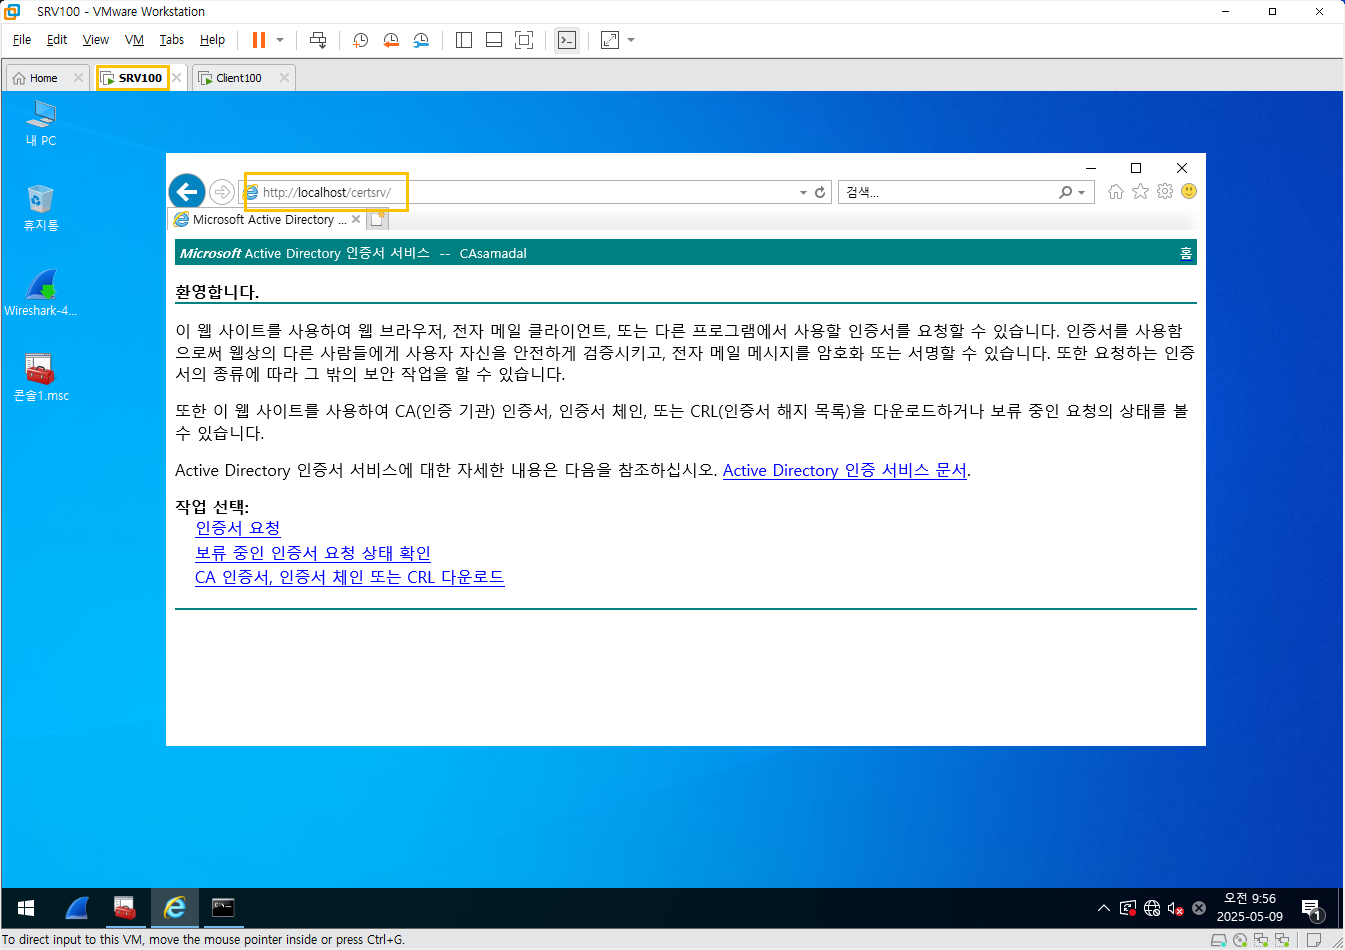 SRV100 - VMware Workstation
File Edit View VM Tabs Help
Home SRV100 Client100
내 PC
휴지통
Wireshark-4...
콘솔1.msc
http://localhost/certsrv/
검색...
Microsoft Active Directory ...
Microsoft Active Directory 인증서 서비스 -- CAsamadal 홈
환영합니다.
이 웹 사이트를 사용하여 웹 브라우저, 전자 메일 클라이언트, 또는 다른 프로그램에서 사용할 인증서를 요청할 수 있습니다. 인증서를 사용함
으로써 웹상의 다른 사람들에게 사용자 자신을 안전하게 검증시키고, 전자 메일 메시지를 암호화 또는 서명할 수 있습니다. 또한 요청하는 인증
서의 종류에 따라 그 밖의 보안 작업을 할 수 있습니다.
또한 이 웹 사이트를 사용하여 CA(인증 기관) 인증서, 인증서 체인, 또는 CRL(인증서 해지 목록)을 다운로드하거나 보류 중인 요청의 상태를 볼
수 있습니다.
Active Directory 인증서 서비스에 대한 자세한 내용은 다음을 참조하십시오. Active Directory 인증 서비스 문서.
작업 선택:
인증서 요청
보류 중인 인증서 요청 상태 확인
CA 인증서, 인증서 체인 또는 CRL 다운로드
오전 9:56
2025-05-09
1
To direct input to this VM, move the mouse pointer inside or press Ctrl+G.